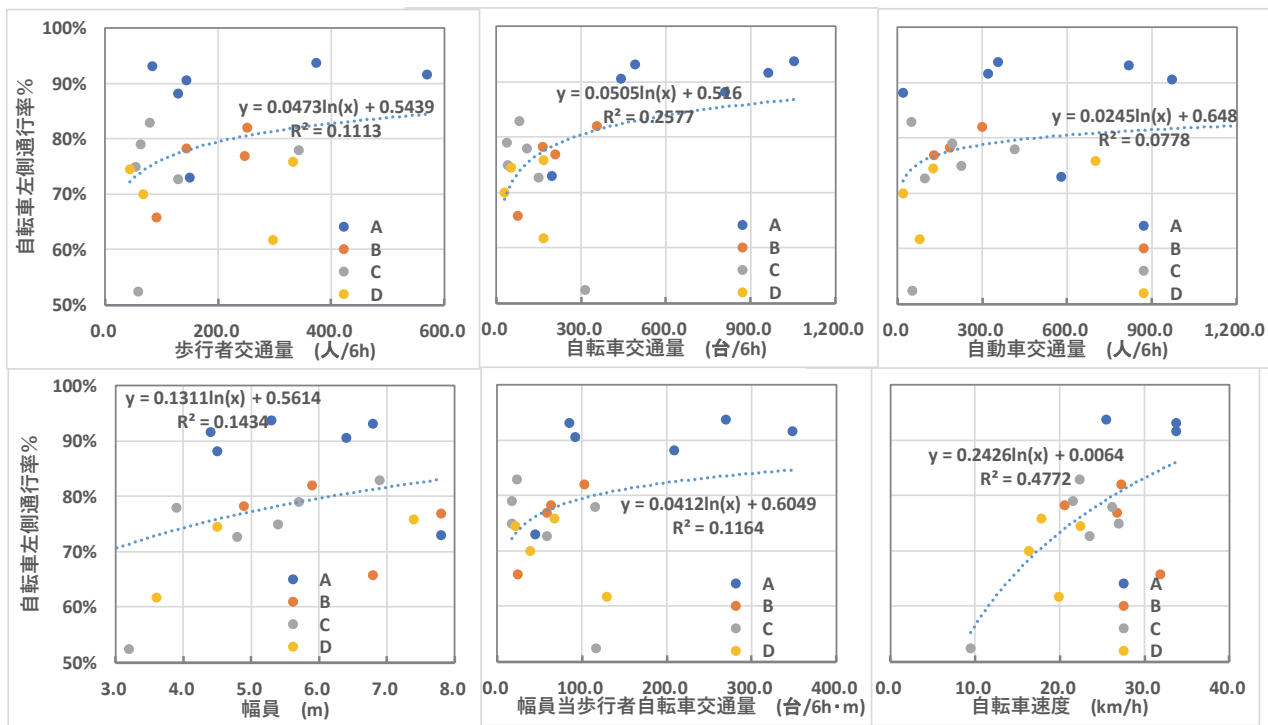 自転車左側通行率%
100%
90%
80%
70%
60%
50%
y = 0.0473ln(x) + 0.5439
R² = 0.1113
A
B
C
D
0.0 200.0 400.0 600.0
歩行者交通量 (人/6h)
y = 0.0505ln(x) + 0.516
R² = 0.2577
A
B
C
D
0.0 300.0 600.0 900.0 1,200.0
自転車交通量 (台/6h)
y = 0.0245ln(x) + 0.648
R² = 0.0778
A
B
C
D
0.0 300.0 600.0 900.0 1,200.0
自動車交通量 (人/6h)
自転車左側通行率%
100%
90%
80%
70%
60%
50%
y = 0.1311ln(x) + 0.5614
R² = 0.1434
A
B
C
D
3.0 4.0 5.0 6.0 7.0 8.0
幅員 (m)
y = 0.0412ln(x) + 0.6049
R² = 0.1164
A
B
C
D
0.0 100.0 200.0 300.0 400.0
幅員当歩行者自転車交通量 (台/6h･m)
y = 0.2426ln(x) + 0.0064
R² = 0.4772
A
B
C
D
0.0 10.0 20.0 30.0 40.0
自転車速度 (km/h)